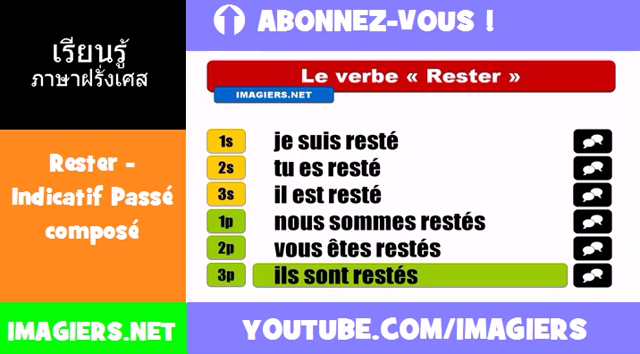 เรียนรู้
ภาษาฝรั่งเศส
Rester -
Indicatif Passé
composé
IMAGIERS.NET
ABONNEZ-VOUS !
Le verbe « Rester »
IMAGIERS.NET
1s je suis resté
2s tu es resté
3s il est resté
1p nous sommes restés
2p vous êtes restés
3p ils sont restés
YOUTUBE.COM/IMAGIERS